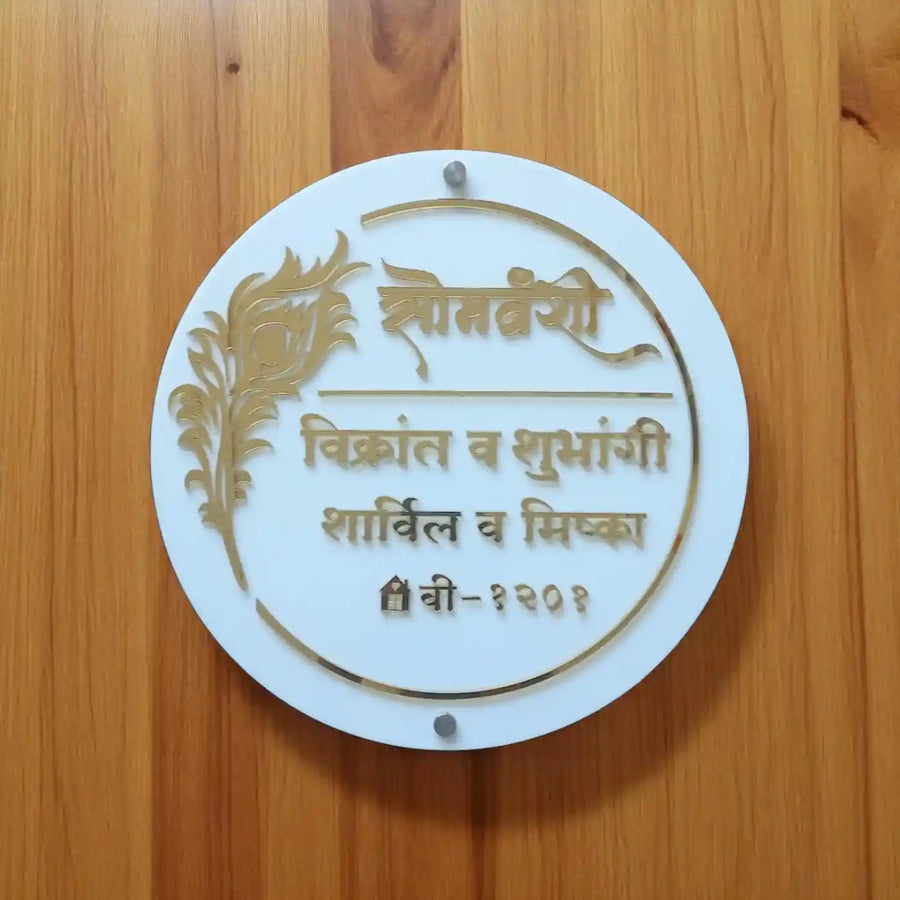 सोमवंशी
विक्रांत व शुभांगी
शार्विल व मिष्का
वी-१२०१